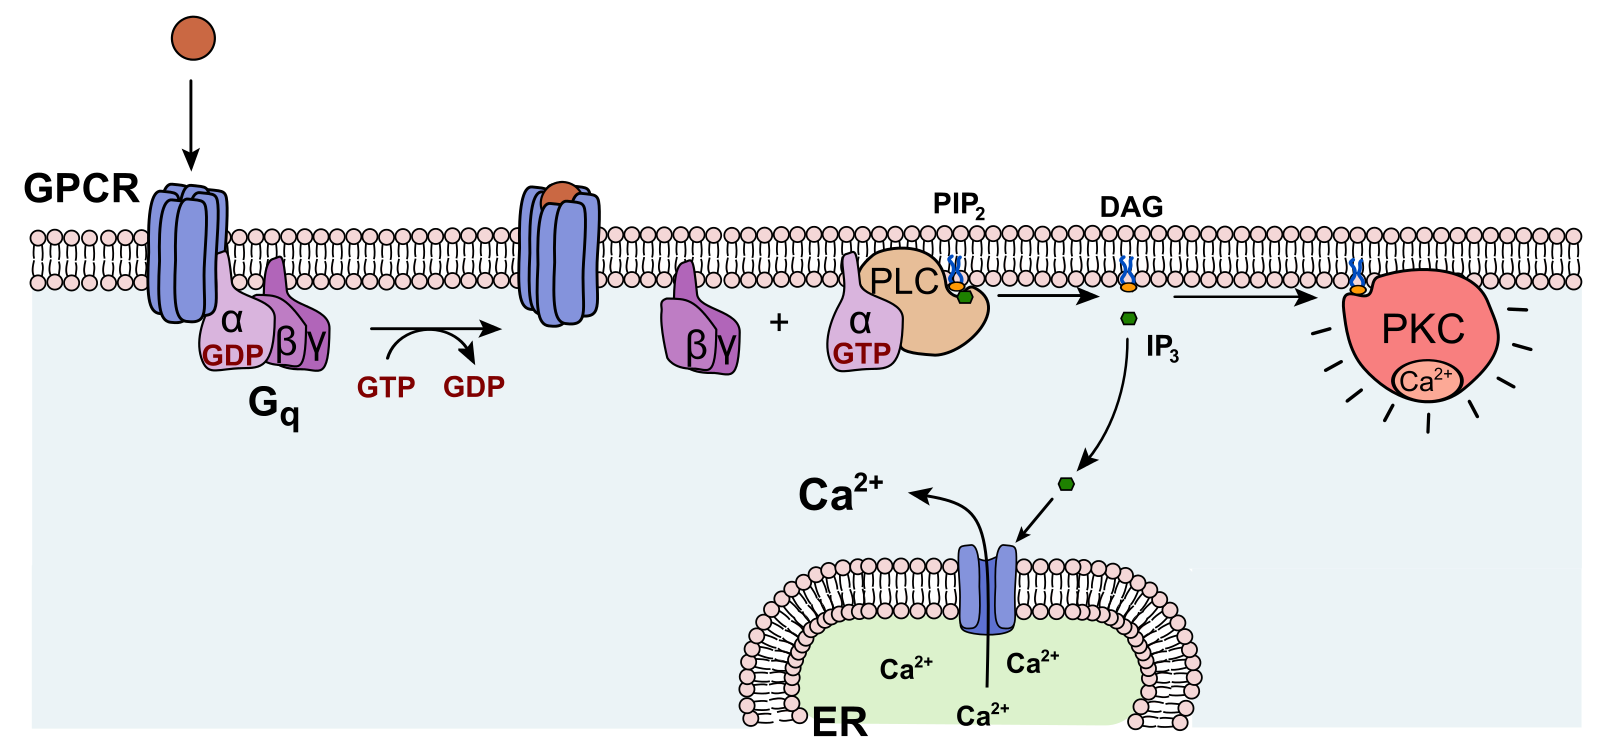 GPCR
α
GDP
β
γ
Gq
GTP
GDP
β
γ
+
α
GTP
PLC
PIP₂
DAG
IP₃
PKC
Ca²⁺
Ca²⁺
Ca²⁺
Ca²⁺
Ca²⁺
ER